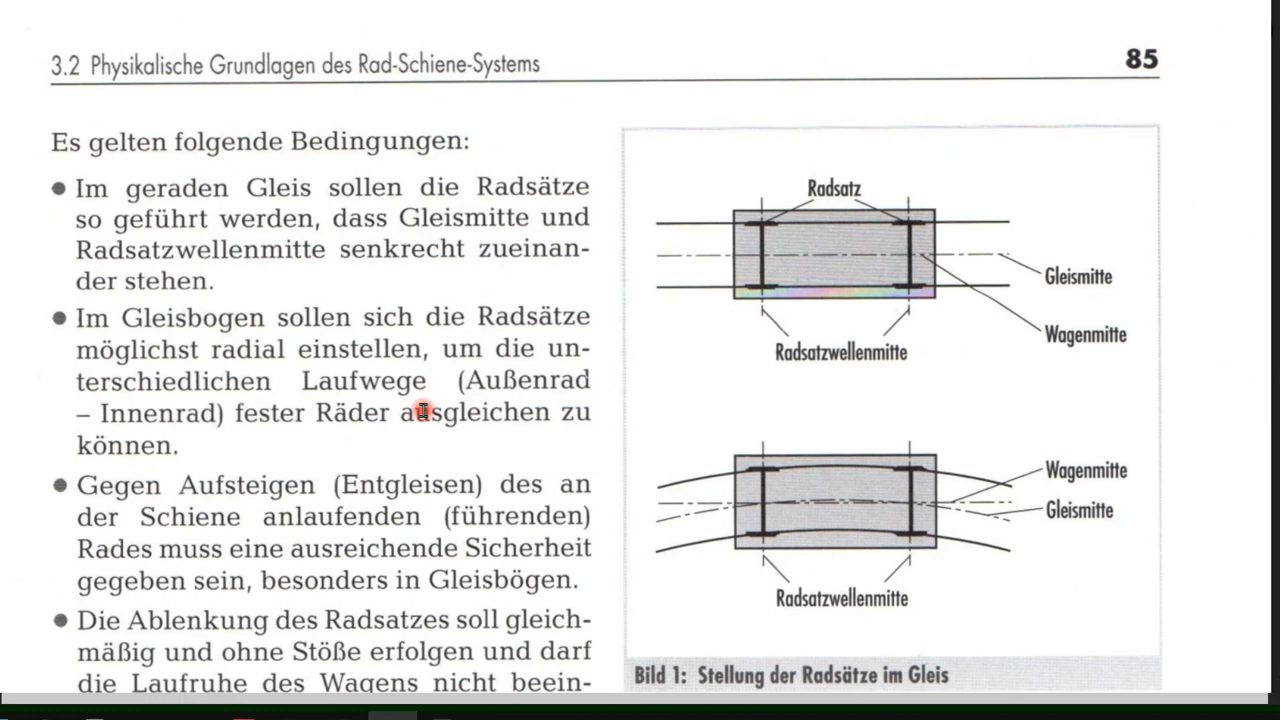 3.2 Physikalische Grundlagen des Rad-Schiene-Systems
85
Es gelten folgende Bedingungen:
● Im geraden Gleis sollen die Radsätze
so geführt werden, dass Gleismitte und
Radsatzwellenmitte senkrecht zueinan-
der stehen.
● Im Gleisbogen sollen sich die Radsätze
möglichst radial einstellen, um die un-
terschiedlichen Laufwege (Außenrad
– Innenrad) fester Räder ausgleichen zu
können.
● Gegen Aufsteigen (Entgleisen) des an
der Schiene anlaufenden (führenden)
Rades muss eine ausreichende Sicherheit
gegeben sein, besonders in Gleisbögen.
● Die Ablenkung des Radsatzes soll gleich-
mäßig und ohne Stöße erfolgen und darf
die Laufruhe des Wagens nicht beein-
Radsatz
Gleismitte
Wagenmitte
Radsatzwellenmitte
Wagenmitte
Gleismitte
Radsatzwellenmitte
Bild 1: Stellung der Radsätze im Gleis